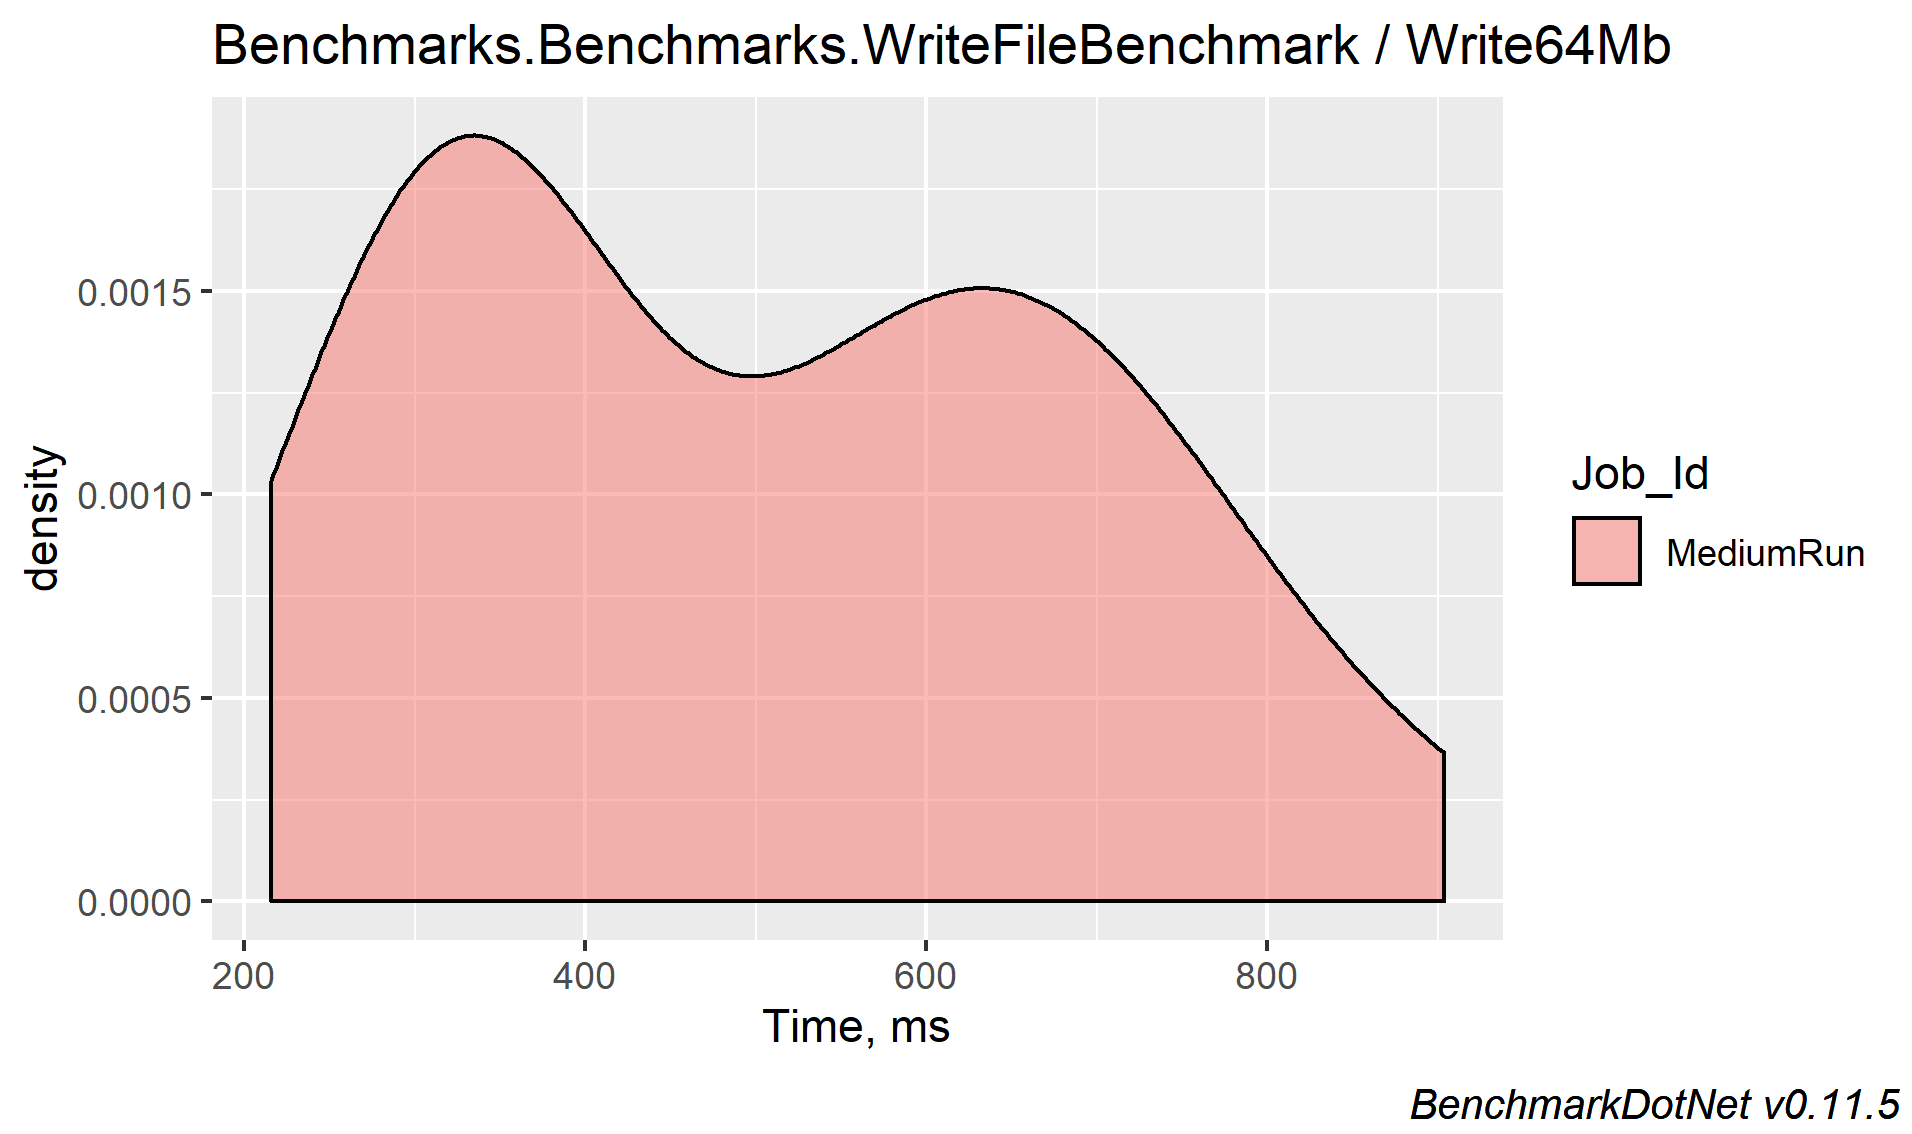 Benchmarks.Benchmarks.WriteFileBenchmark / Write64Mb
density
0.0015
0.0010
0.0005
0.0000
200 400 600 800
Time, ms
Job_Id
MediumRun
BenchmarkDotNet v0.11.5